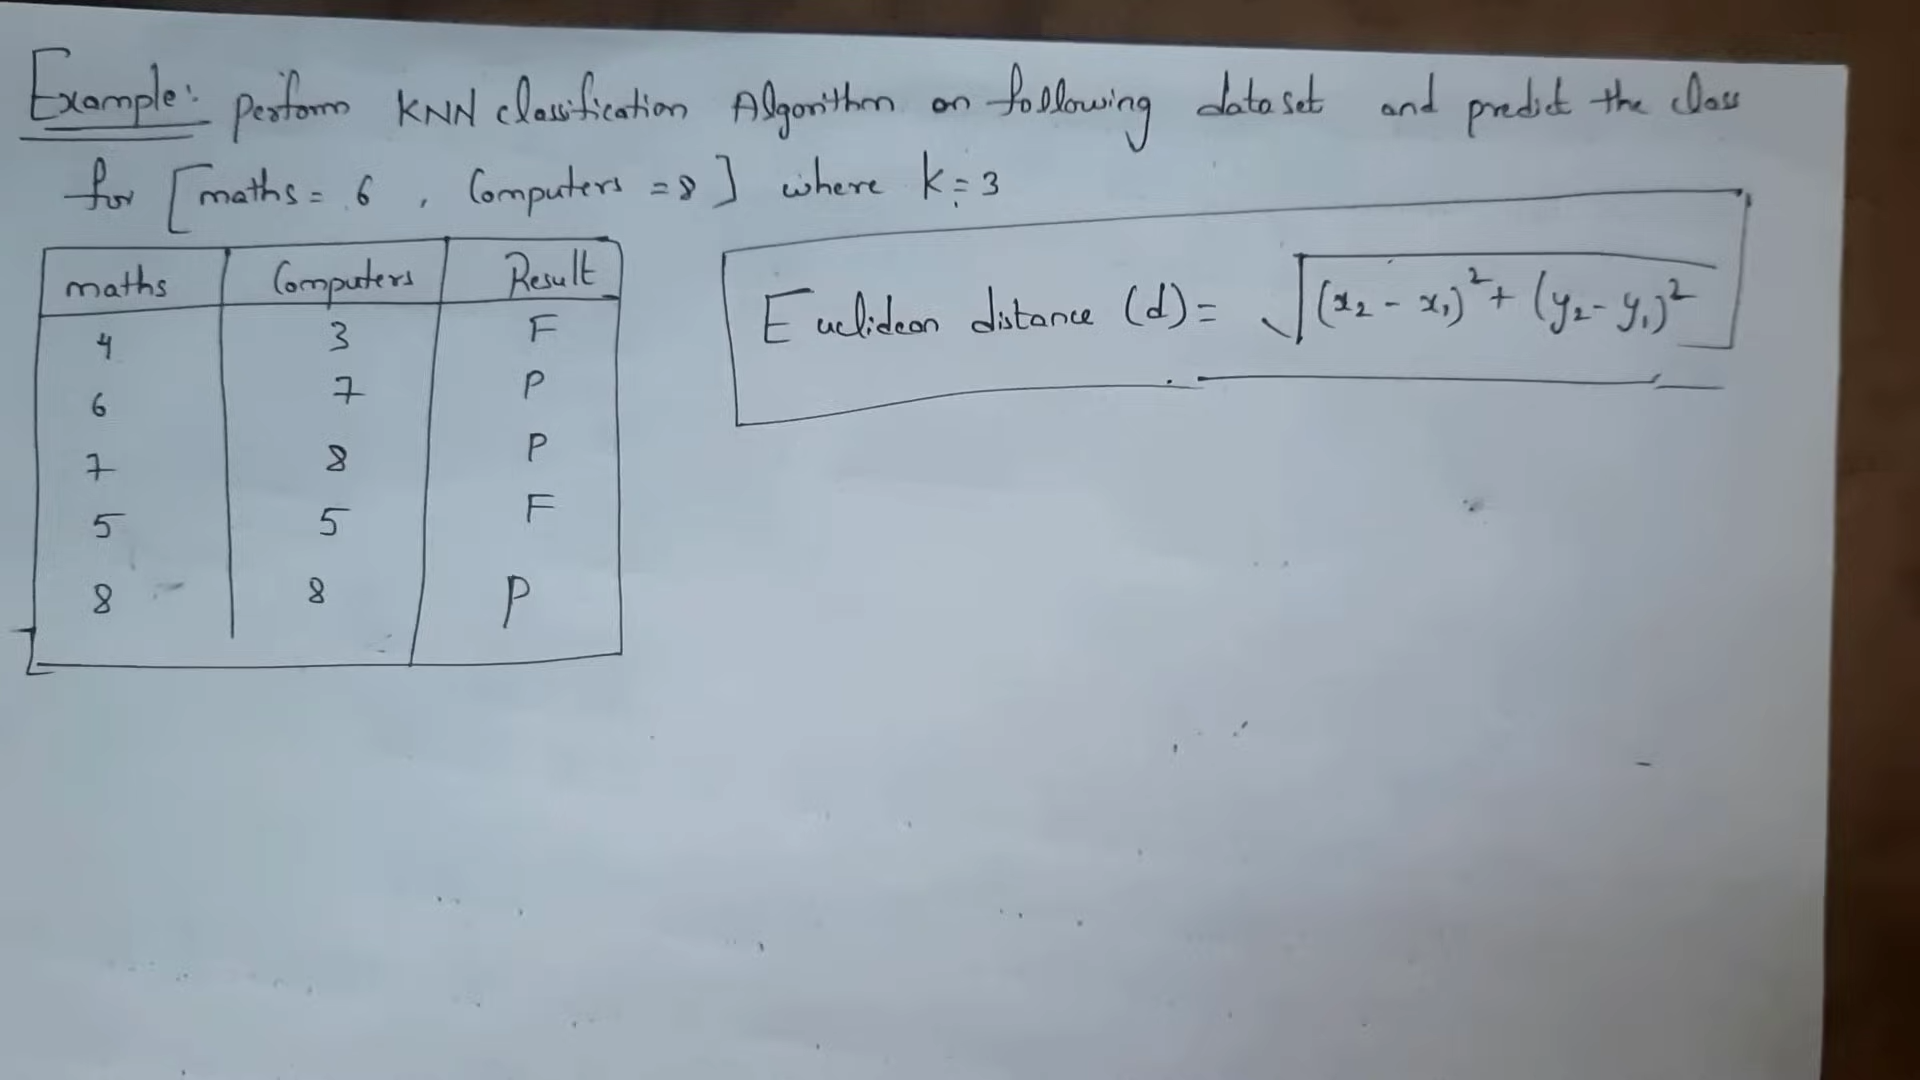 Example: perform KNN classification Algorithm on following dataset and predict the class
for [maths = 6 , Computers = 8] where k = 3
maths Computers Result
4 3 F
6 7 P
7 8 P
5 5 F
8 8 P
Euclidean distance (d) = √(x₂ - x₁)² + (y₂ - y₁)²